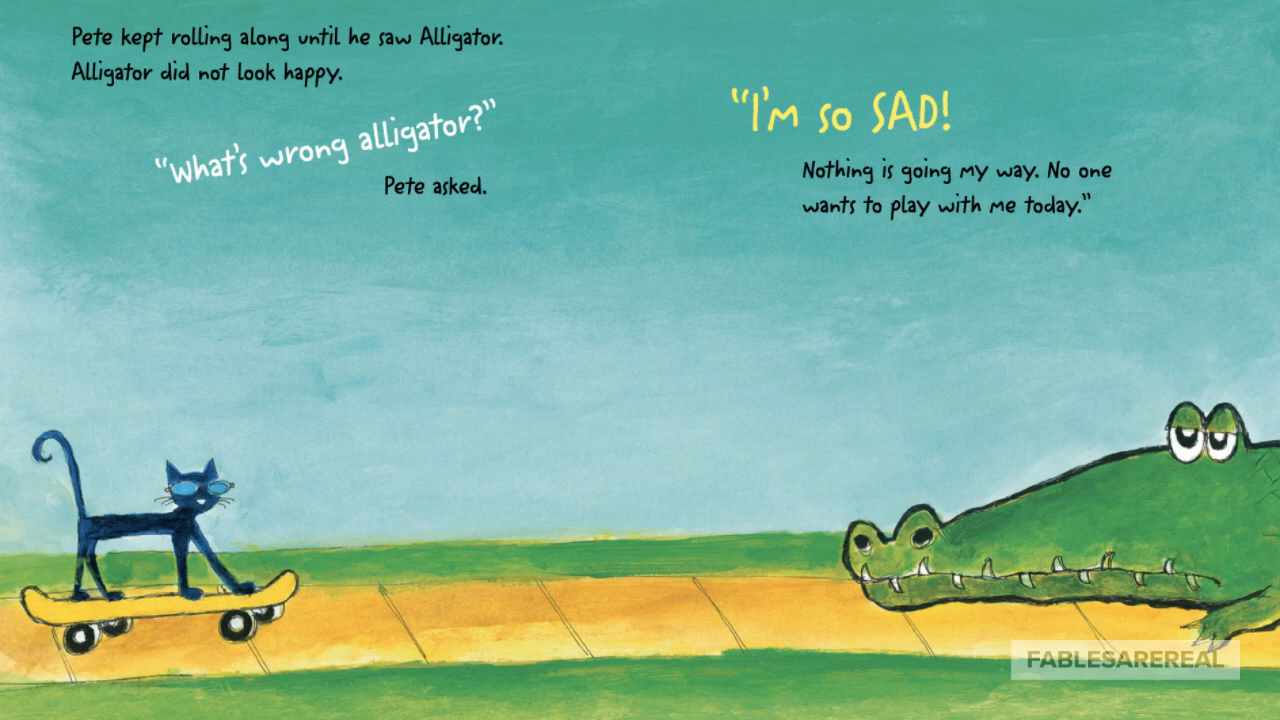 Pete kept rolling along until he saw Alligator.
Alligator did not look happy.
“What's wrong alligator?”
Pete asked.
“I'm so SAD!
Nothing is going my way. No one
wants to play with me today.”
FABLESAREREAL